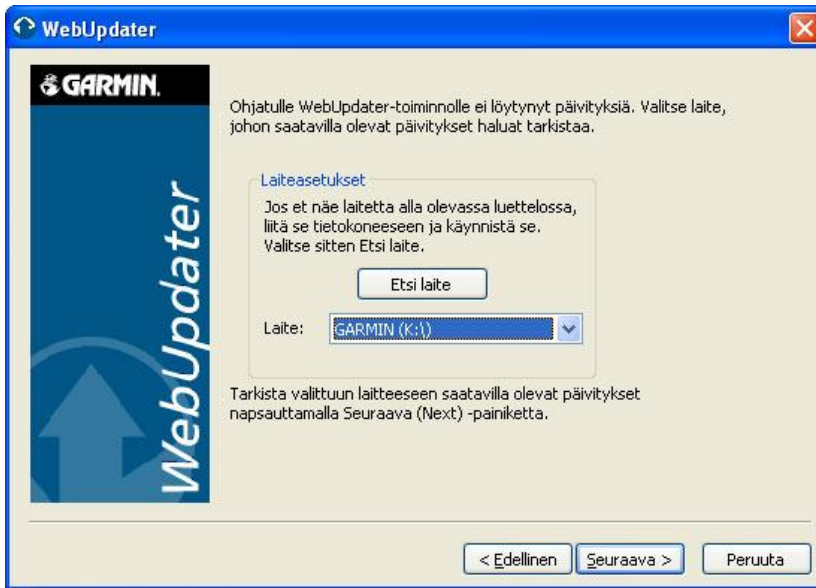 WebUpdater
GARMIN.
WebUpdater
Ohjatulle WebUpdater-toiminnolle ei löytynyt päivityksiä. Valitse laite,
johon saatavilla olevat päivitykset haluat tarkistaa.
Laiteasetukset
Jos et näe laitetta alla olevassa luettelossa,
liitä se tietokoneeseen ja käynnistä se.
Valitse sitten Etsi laite.
Etsi laite
Laite: GARMIN (K:\)
Tarkista valittuun laitteeseen saatavilla olevat päivitykset
napsauttamalla Seuraava (Next) -painiketta.
< Edellinen Seuraava > Peruuta